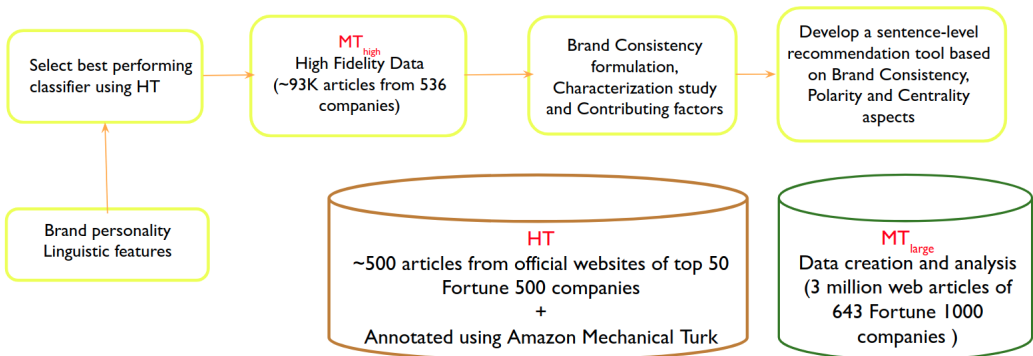 Select best performing
classifier using HT
MT_high
High Fidelity Data
(~93K articles from 536
companies)
Brand Consistency
formulation,
Characterization study
and Contributing factors
Develop a sentence-level
recommendation tool based
on Brand Consistency,
Polarity and Centrality
aspects
Brand personality
Linguistic features
HT
~500 articles from official websites of top 50
Fortune 500 companies
+
Annotated using Amazon Mechanical Turk
MT_large
Data creation and analysis
(3 million web articles of
643 Fortune 1000
companies )